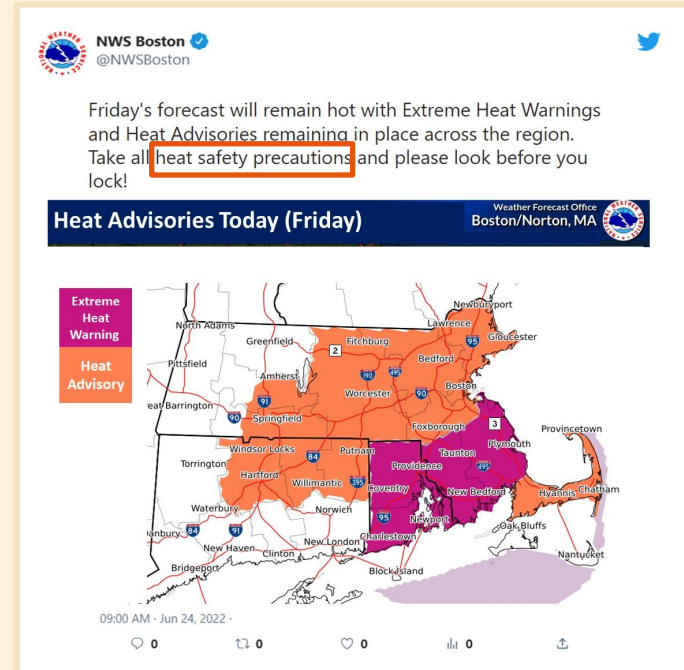 NWS Boston
@NWSBoston
Friday's forecast will remain hot with Extreme Heat Warnings
and Heat Advisories remaining in place across the region.
Take all heat safety precautions and please look before you
lock!
Heat Advisories Today (Friday)
Weather Forecast Office
Boston/Norton, MA
Extreme
Heat
Warning
Heat
Advisory
Newburyport
North Adams
Lawrence
Greenfield
2
Fitchburg
95
Gloucester
Pittsfield
Bedford
Amherst
190
495
Worcester
90
Boston
91
eat Barrington
90
Springfield
Foxborough
3
Provincetown
Windsor Locks
84
Putnam
Taunton
Plymouth
Torrington
Providence
495
Hartford
Willimantic
395
Coventry
New Bedford
Hyannis
Chatham
Waterbury
Norwich
95
Newport
Oak Bluffs
anbury
84
91
New London
Charlestown
New Haven
Clinton
Nantucket
Bridgeport
Block Island
09:00 AM · Jun 24, 2022 ·
0
0
0
0